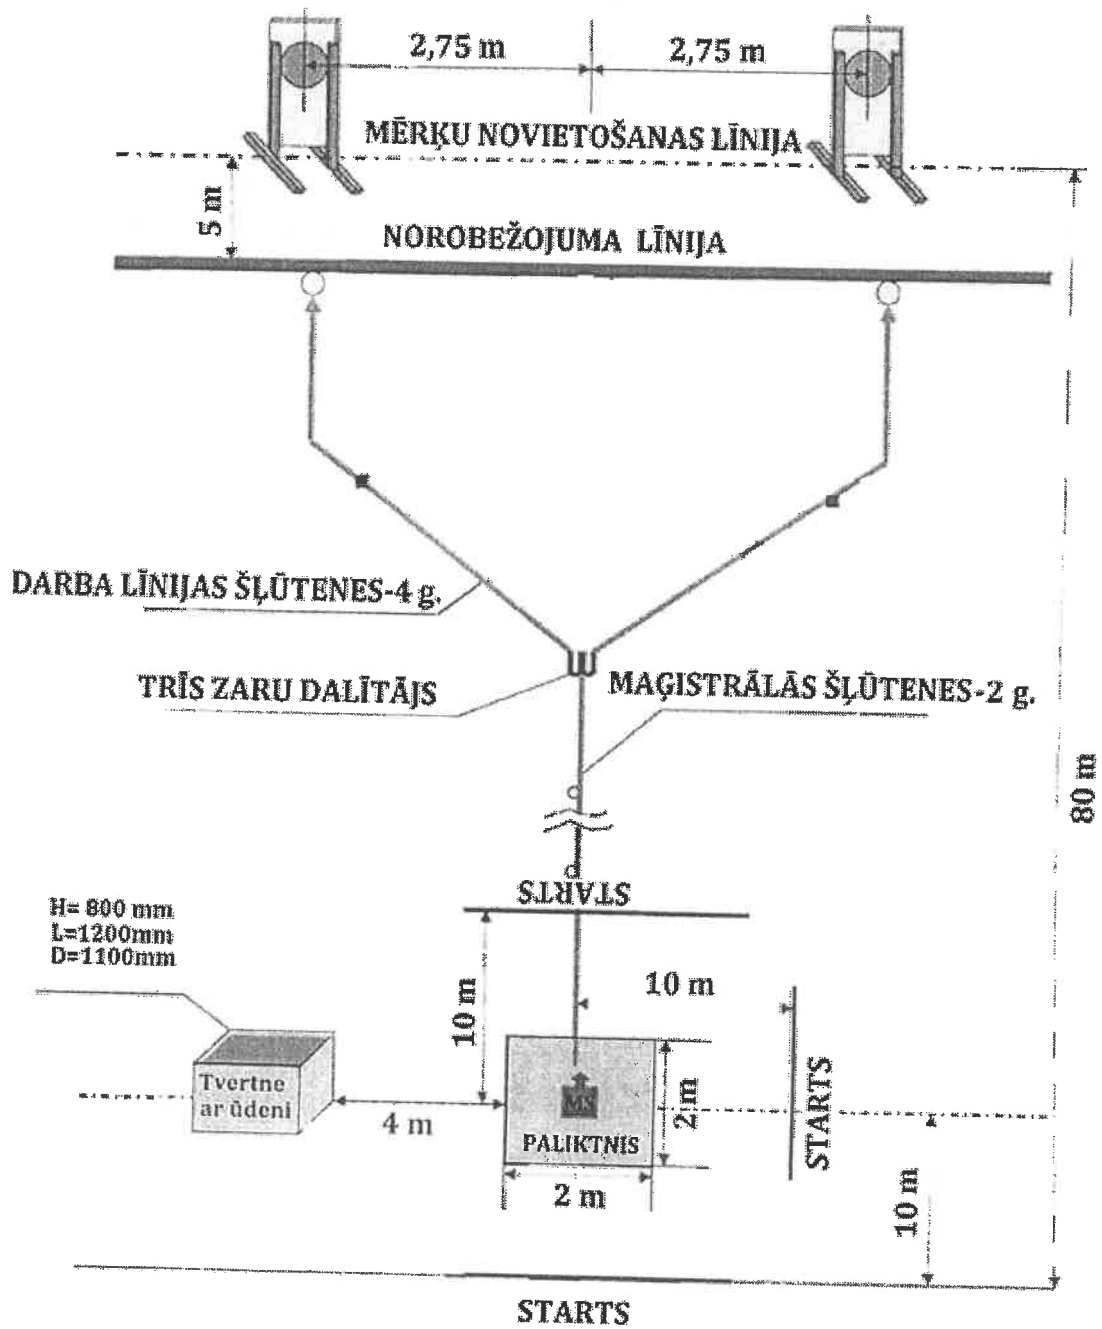 2,75 m
2,75 m
MĒRĶU NOVIETOŠANAS LĪNIJA
5 m
NOROBEŽOJUMA LĪNIJA
DARBA LĪNIJAS ŠĻŪTENES-4 g.
TRĪS ZARU DALĪTĀJS
MAĢISTRĀLĀS ŠĻŪTENES-2 g.
80 m
STARTS
H= 800 mm
L=1200mm
D=1100mm
10 m
10 m
Tvertne
ar ūdeni
4 m
MS
PALIKTNIS
2 m
2 m
STARTS
10 m
STARTS